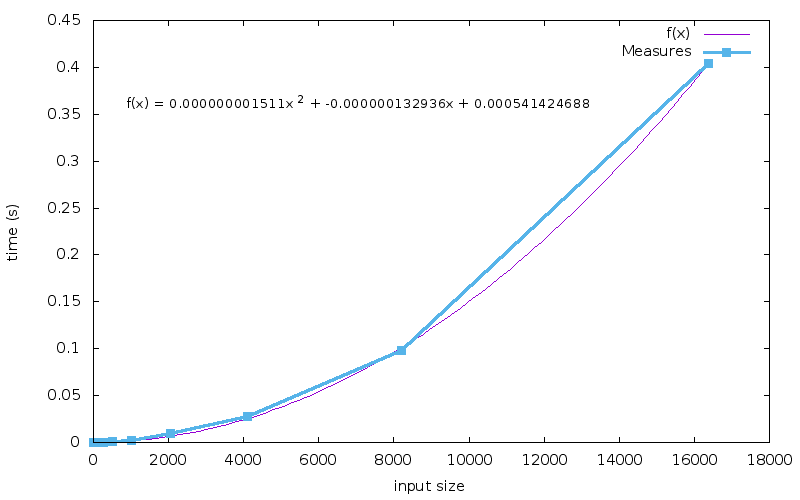 0.45
f(x)
0.4
Measures
f(x) = 0.000000001511x 2 + -0.000000132936x + 0.000541424688
0.35
0.3
0.25
time (s)
0.2
0.15
0.1
0.05
0
0 2000 4000 6000 8000 10000 12000 14000 16000 18000
input size